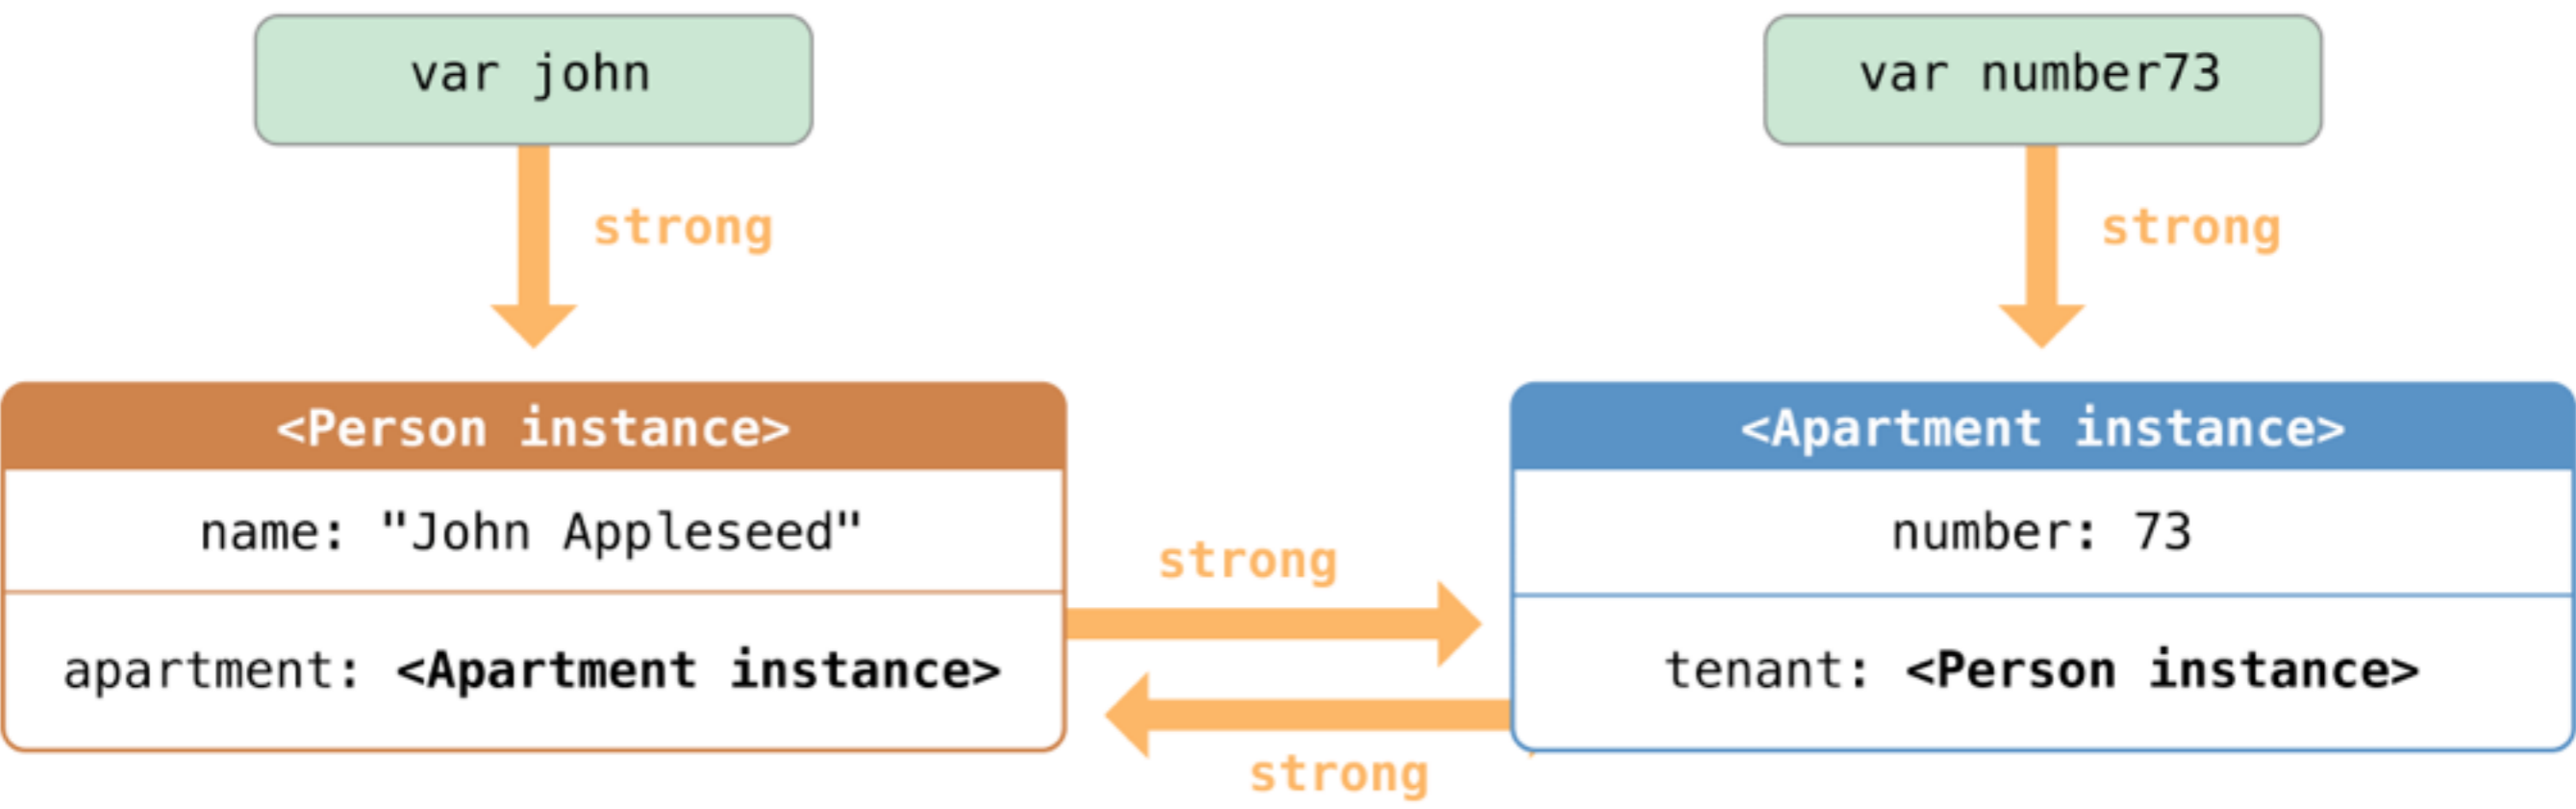 var john
var number73
strong
strong
<Person instance>
<Apartment instance>
name: "John Appleseed"
number: 73
strong
apartment: <Apartment instance>
tenant: <Person instance>
strong